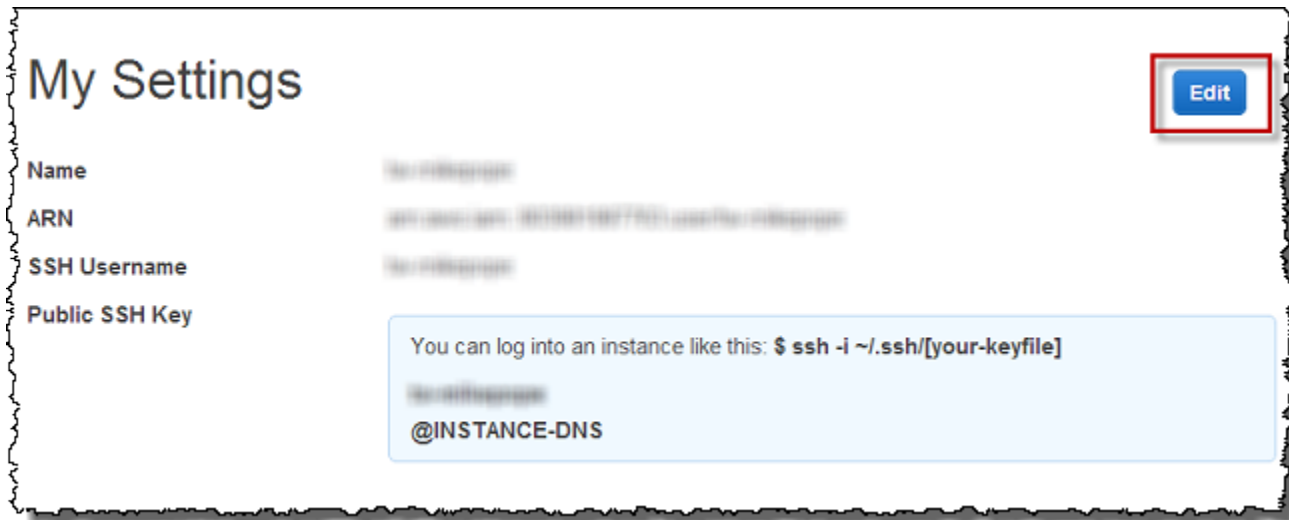 My Settings
Edit
Name
ARN
SSH Username
Public SSH Key
You can log into an instance like this: $ ssh -i ~/.ssh/[your-keyfile]
@INSTANCE-DNS